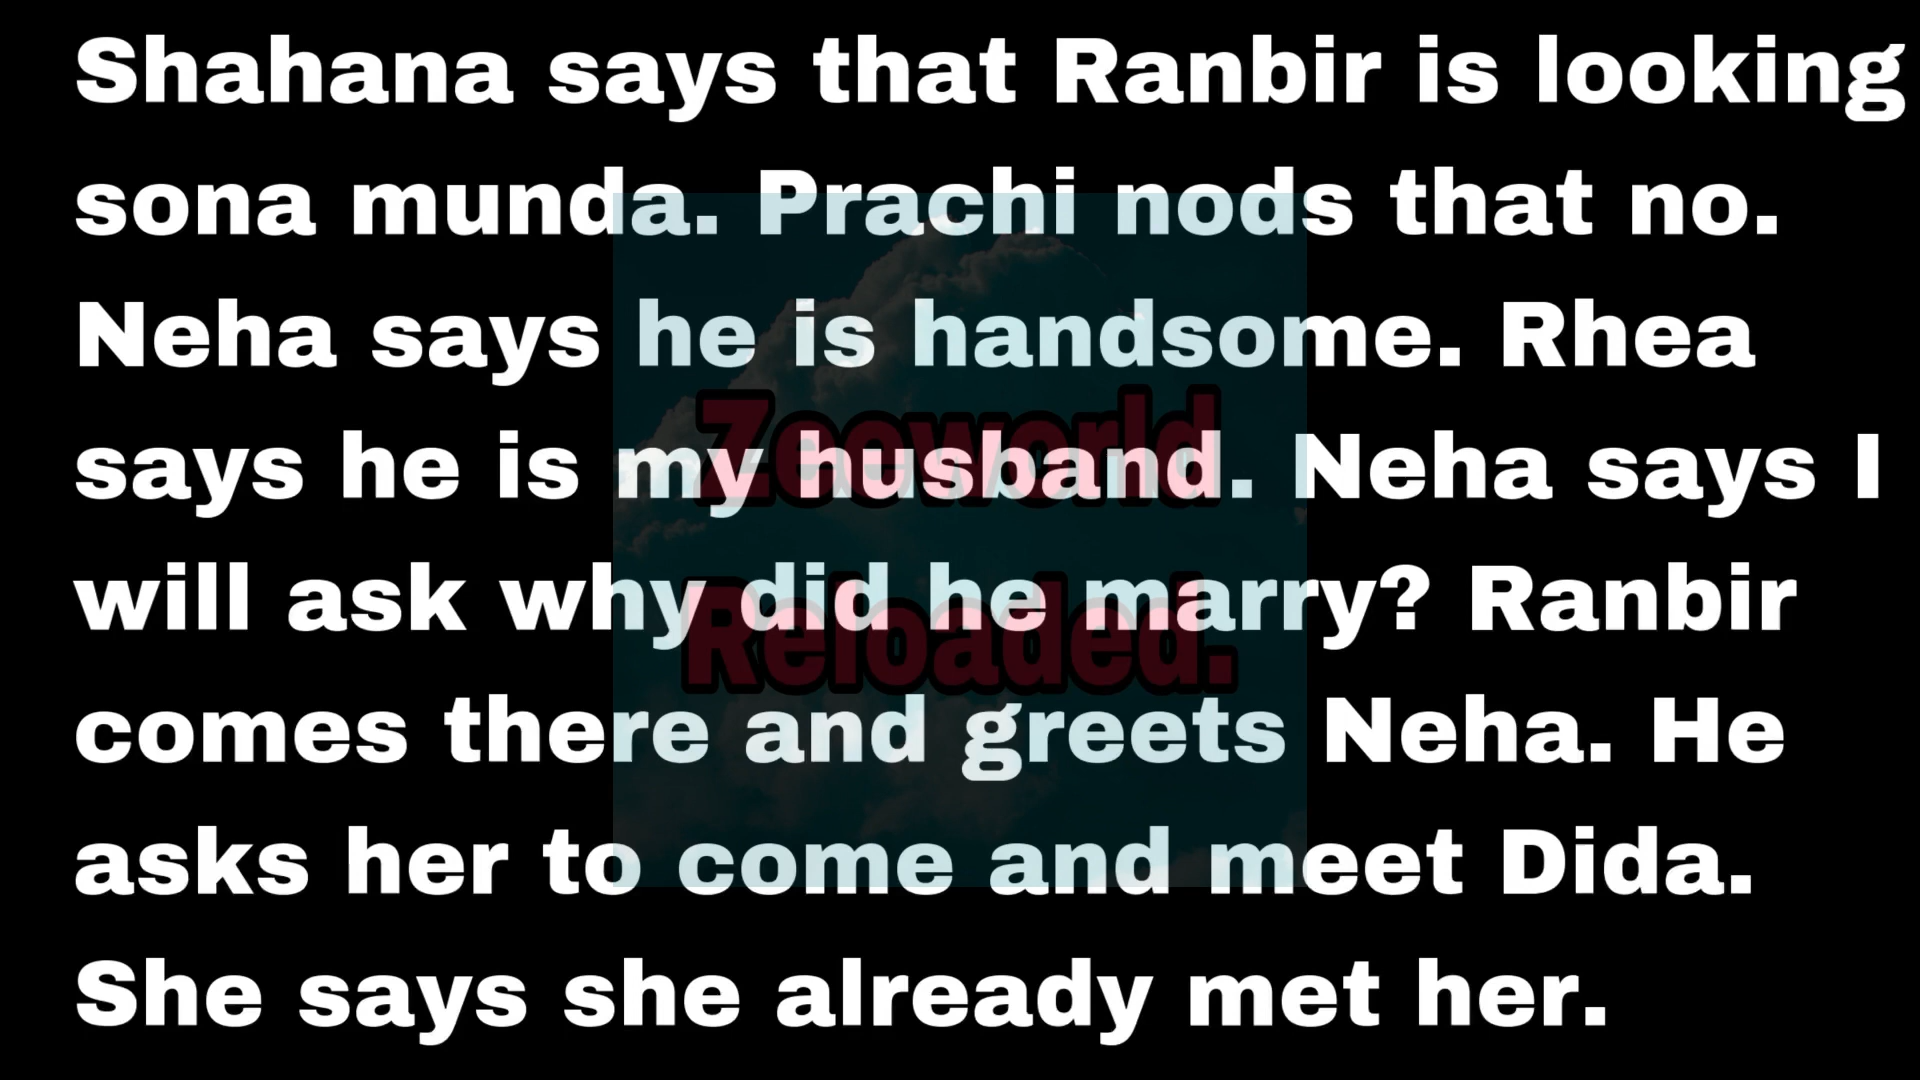 Shahana says that Ranbir is looking
sona munda. Prachi nods that no.
Neha says he is handsome. Rhea
says he is my husband. Neha says I
will ask why did he marry? Ranbir
comes there and greets Neha. He
asks her to come and meet Dida.
She says she already met her.
Zeeworld
Reloaded.